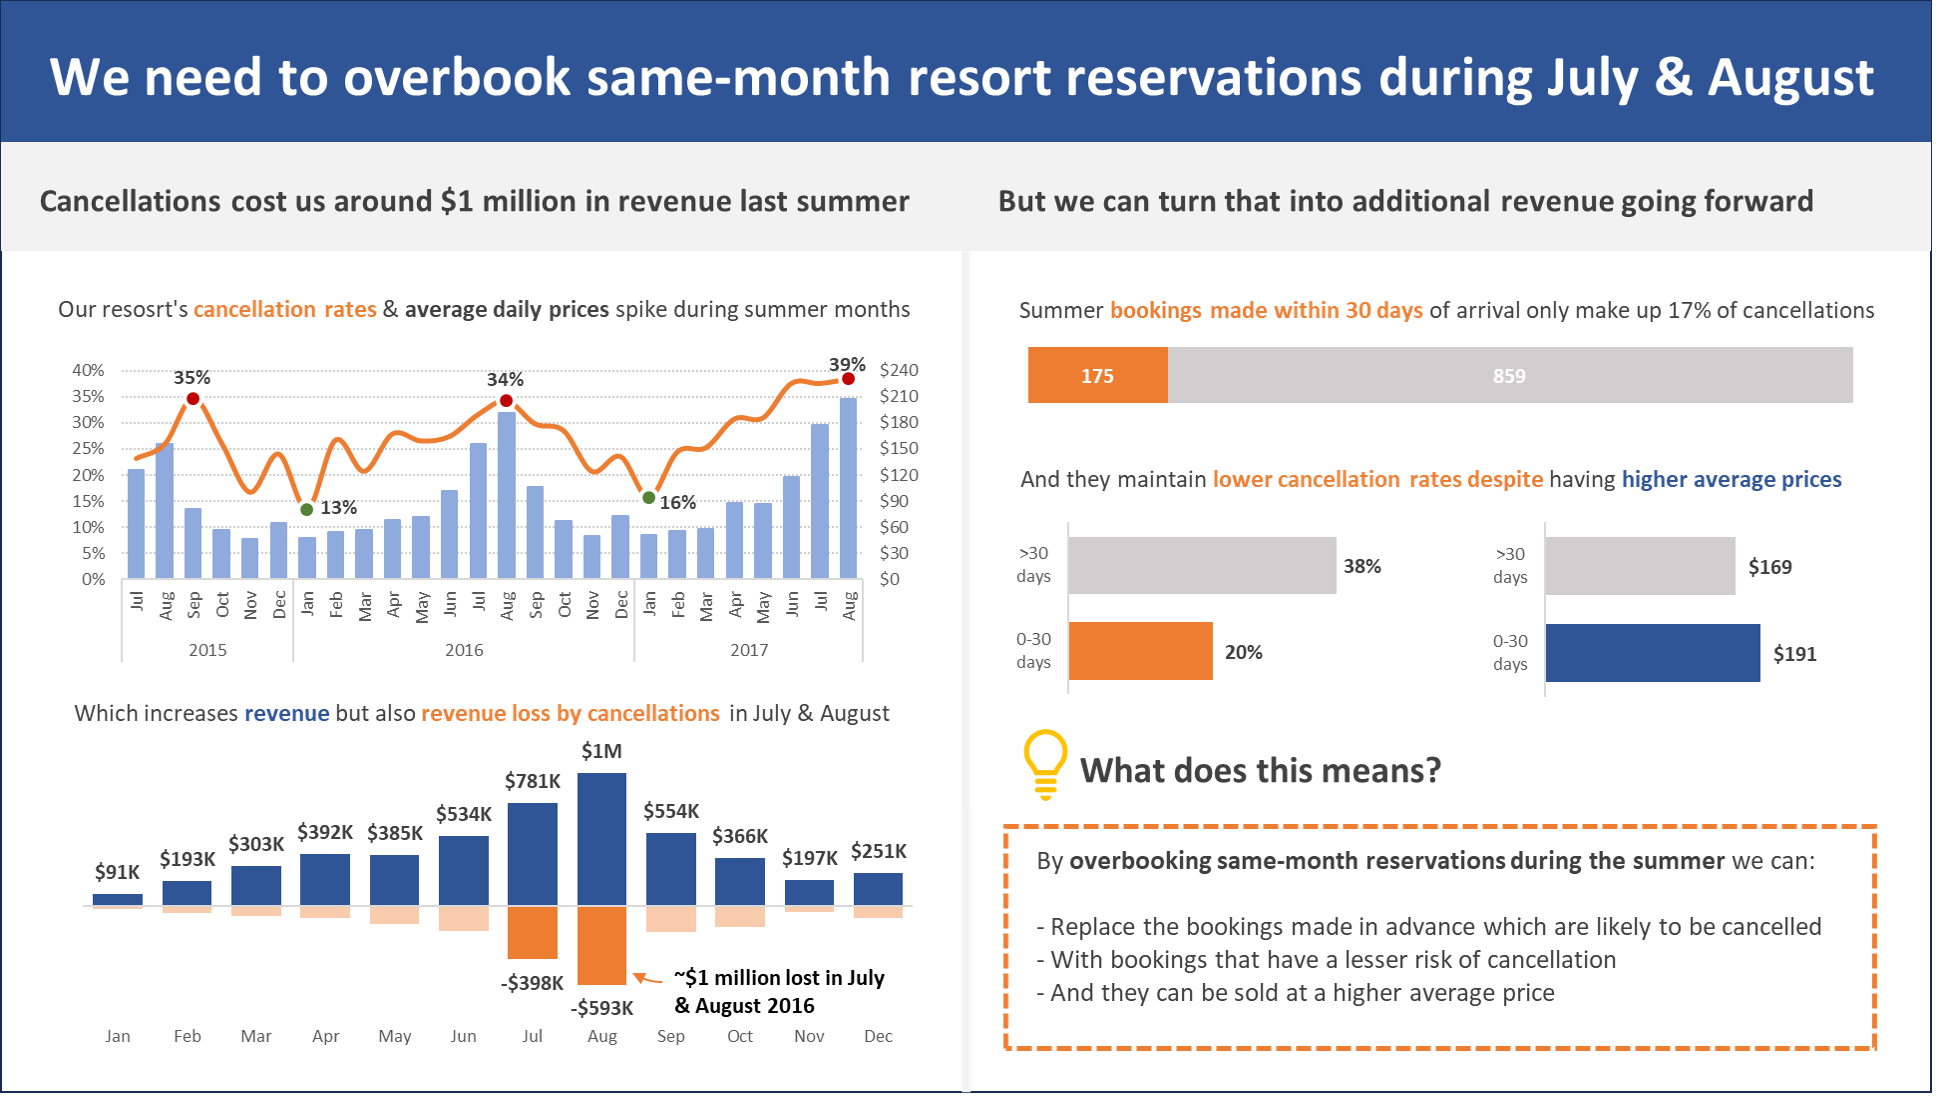 We need to overbook same-month resort reservations during July & August
Cancellations cost us around $1 million in revenue last summer
Our resosrt's cancellation rates & average daily prices spike during summer months
40%
35%
30%
25%
20%
15%
10%
5%
0%
35%
13%
34%
16%
39%
$240
$210
$180
$150
$120
$90
$60
$30
$0
Jul Aug Sep Oct Nov Dec Jan Feb Mar Apr May Jun Jul Aug Sep Oct Nov Dec Jan Feb Mar Apr May Jun Jul Aug
2015 2016 2017
Which increases revenue but also revenue loss by cancellations in July & August
$91K $193K $303K $392K $385K $534K $781K $1M $554K $366K $197K $251K
-$398K
-$593K
~$1 million lost in July
& August 2016
Jan Feb Mar Apr May Jun Jul Aug Sep Oct Nov Dec
But we can turn that into additional revenue going forward
Summer bookings made within 30 days of arrival only make up 17% of cancellations
175 859
And they maintain lower cancellation rates despite having higher average prices
>30
days
38%
0-30
days
20%
>30
days
$169
0-30
days
$191
What does this means?
By overbooking same-month reservations during the summer we can:
- Replace the bookings made in advance which are likely to be cancelled
- With bookings that have a lesser risk of cancellation
- And they can be sold at a higher average price